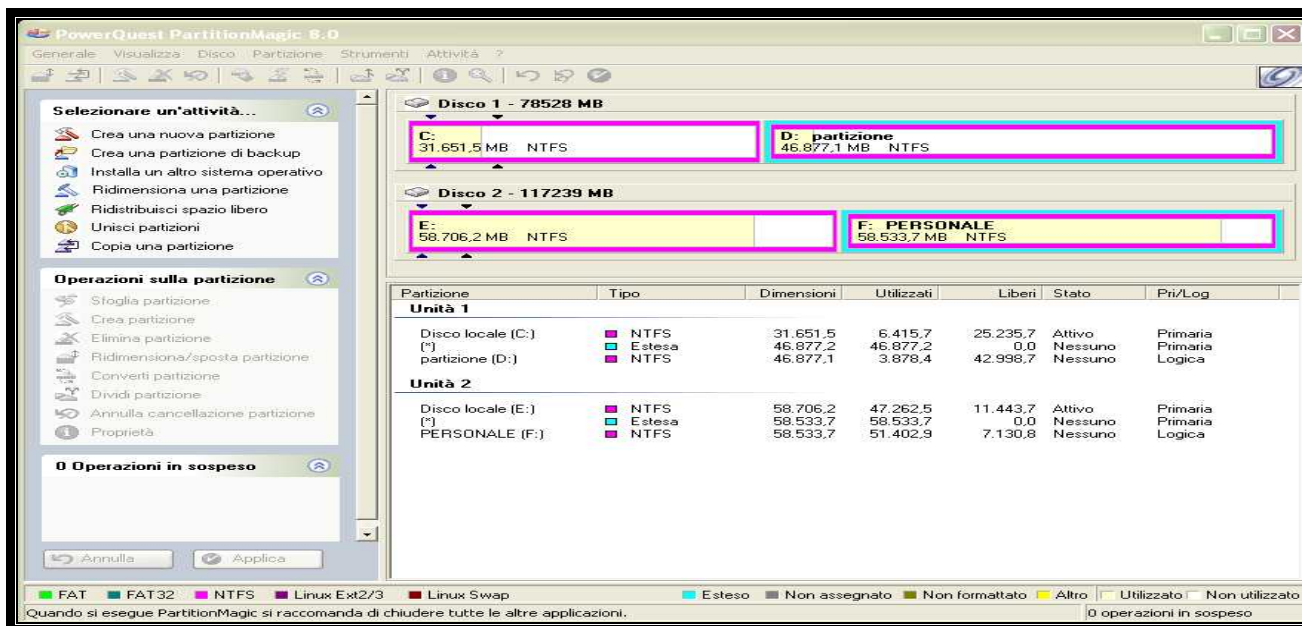 PowerQuest PartitionMagic 8.0
Generale Visualizza Disco Partizione Strumenti Attività ?
Selezionare un'attività...
Crea una nuova partizione
Crea una partizione di backup
Installa un altro sistema operativo
Ridimensiona una partizione
Ridistribuisci spazio libero
Unisci partizioni
Copia una partizione
Operazioni sulla partizione
Sfoglia partizione
Crea partizione
Elimina partizione
Ridimensiona/sposta partizione
Converti partizione
Dividi partizione
Annulla cancellazione partizione
Proprietà
0 Operazioni in sospeso
Annulla Applica
Disco 1 - 78528 MB
C: D: partizione
31.651,5 MB NTFS 46.877,1 MB NTFS
Disco 2 - 117239 MB
E: F: PERSONALE
58.706,2 MB NTFS 58.533,7 MB NTFS
Partizione Tipo Dimensioni Utilizzati Liberi Stato Pri/Log
Unità 1
Disco locale (C:) NTFS 31.651,5 6.415,7 25.235,7 Attivo Primaria
(*) Estesa 46.877,2 46.877,2 0,0 Nessuno Primaria
partizione (D:) NTFS 46.877,1 3.878,4 42.998,7 Nessuno Logica
Unità 2
Disco locale (E:) NTFS 58.706,2 47.262,5 11.443,7 Attivo Primaria
(*) Estesa 58.533,7 58.533,7 0,0 Nessuno Primaria
PERSONALE (F:) NTFS 58.533,7 51.402,9 7.130,8 Nessuno Logica
FAT FAT32 NTFS Linux Ext2/3 Linux Swap Esteso Non assegnato Non formattato Altro Utilizzato Non utilizzato
Quando si esegue PartitionMagic si raccomanda di chiudere tutte le altre applicazioni. 0 operazioni in sospeso